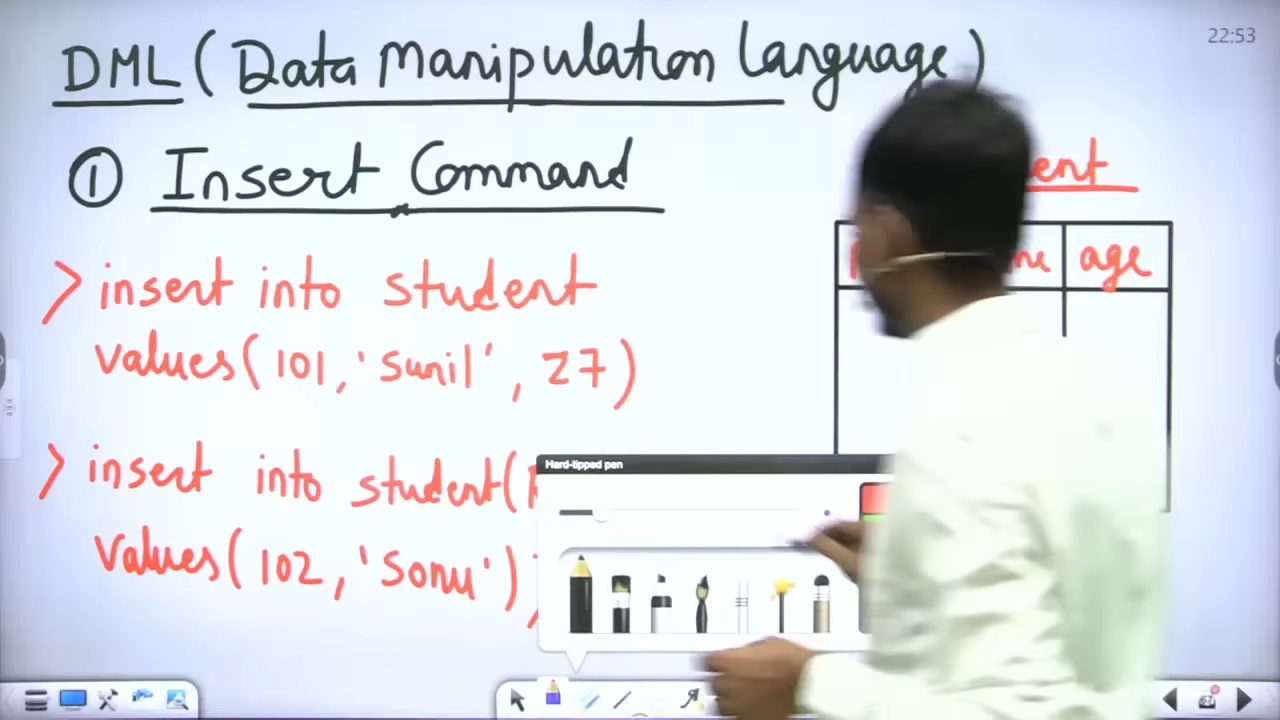 22:53
DML ( Data Manipulation Language )
① Insert Command
ent
age
> insert into student
values(101, 'sunil', 27)
> insert into student(
values(102, 'sonu')
Hard-tipped pen